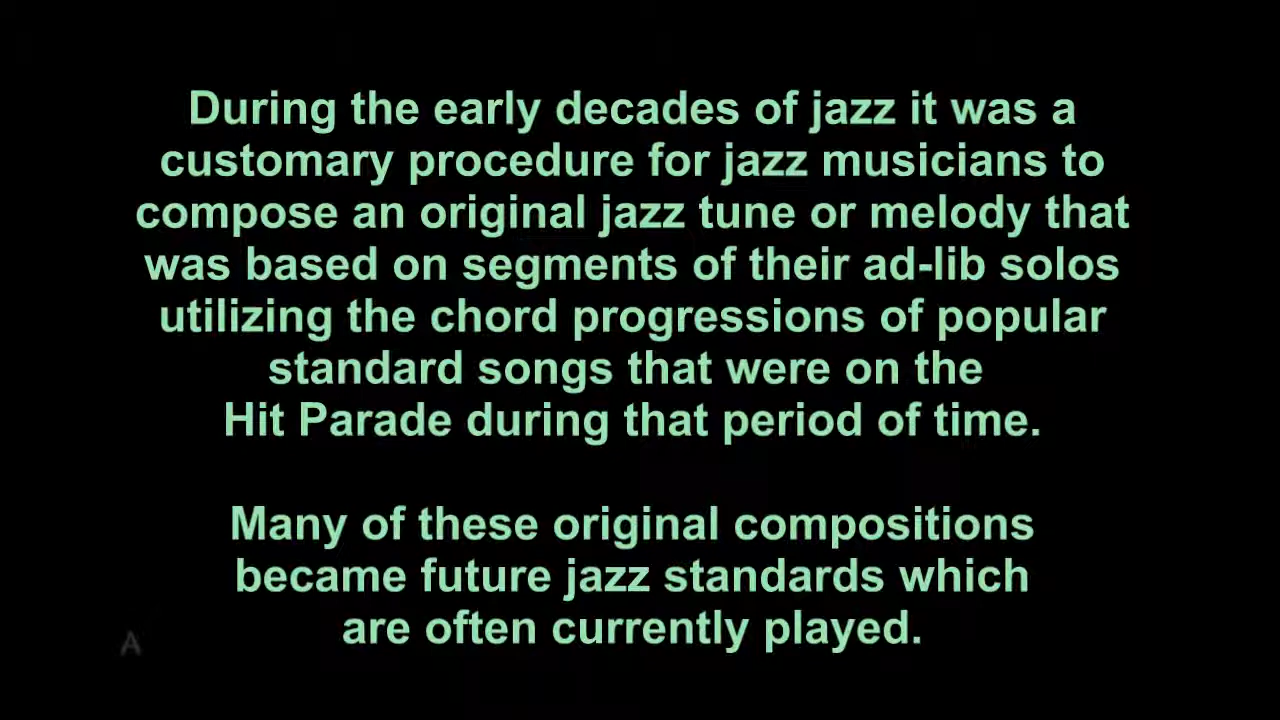 During the early decades of jazz it was a
customary procedure for jazz musicians to
compose an original jazz tune or melody that
was based on segments of their ad-lib solos
utilizing the chord progressions of popular
standard songs that were on the
Hit Parade during that period of time.
Many of these original compositions
became future jazz standards which
are often currently played.
A